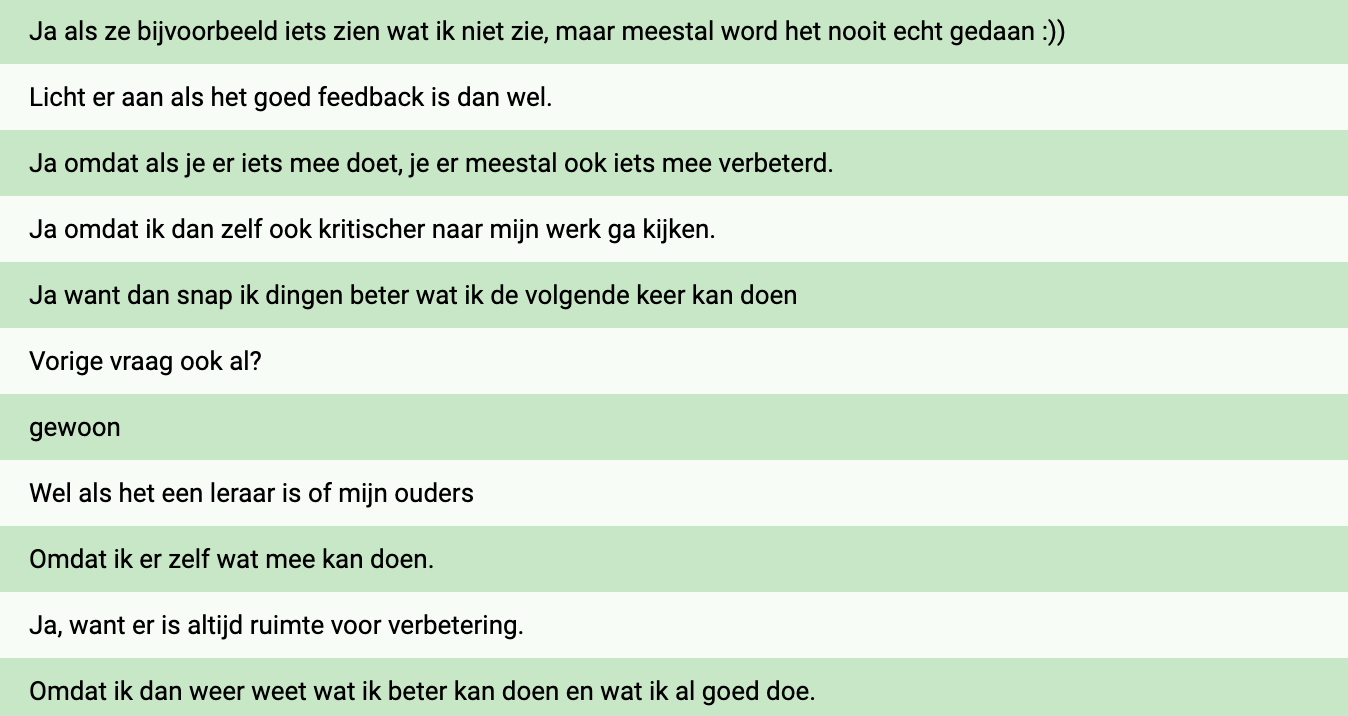 Ja als ze bijvoorbeeld iets zien wat ik niet zie, maar meestal word het nooit echt gedaan :))
Licht er aan als het goed feedback is dan wel.
Ja omdat als je er iets mee doet, je er meestal ook iets mee verbeterd.
Ja omdat ik dan zelf ook kritischer naar mijn werk ga kijken.
Ja want dan snap ik dingen beter wat ik de volgende keer kan doen
Vorige vraag ook al?
gewoon
Wel als het een leraar is of mijn ouders
Omdat ik er zelf wat mee kan doen.
Ja, want er is altijd ruimte voor verbetering.
Omdat ik dan weer weet wat ik beter kan doen en wat ik al goed doe.